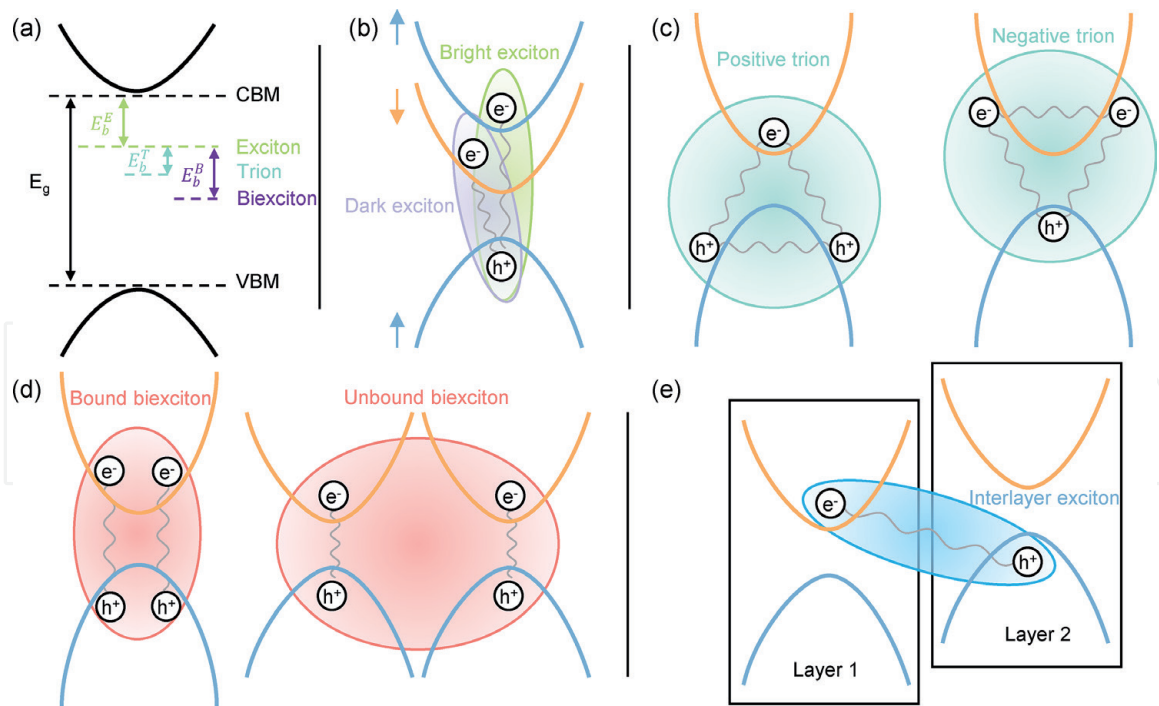 (a)
CBM
E_b^E
Exciton
E_b^T
Trion
E_b^B
Biexciton
E_g
VBM
(b)
Bright exciton
e-
e-
Dark exciton
h+
(c)
Positive trion
e-
h+
h+
Negative trion
e-
e-
h+
(d)
Bound biexciton
e-
e-
h+
h+
Unbound biexciton
e-
e-
h+
h+
(e)
Interlayer exciton
e-
h+
Layer 1
Layer 2